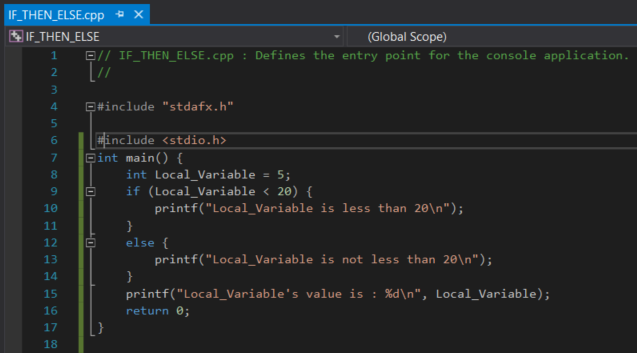 IF_THEN_ELSE.cpp
IF_THEN_ELSE (Global Scope)
1 // IF_THEN_ELSE.cpp : Defines the entry point for the console application.
2 //
3
4 #include "stdafx.h"
5
6 #include <stdio.h>
7 int main() {
8 int Local_Variable = 5;
9 if (Local_Variable < 20) {
10 printf("Local_Variable is less than 20\n");
11 }
12 else {
13 printf("Local_Variable is not less than 20\n");
14 }
15 printf("Local_Variable's value is : %d\n", Local_Variable);
16 return 0;
17 }
18